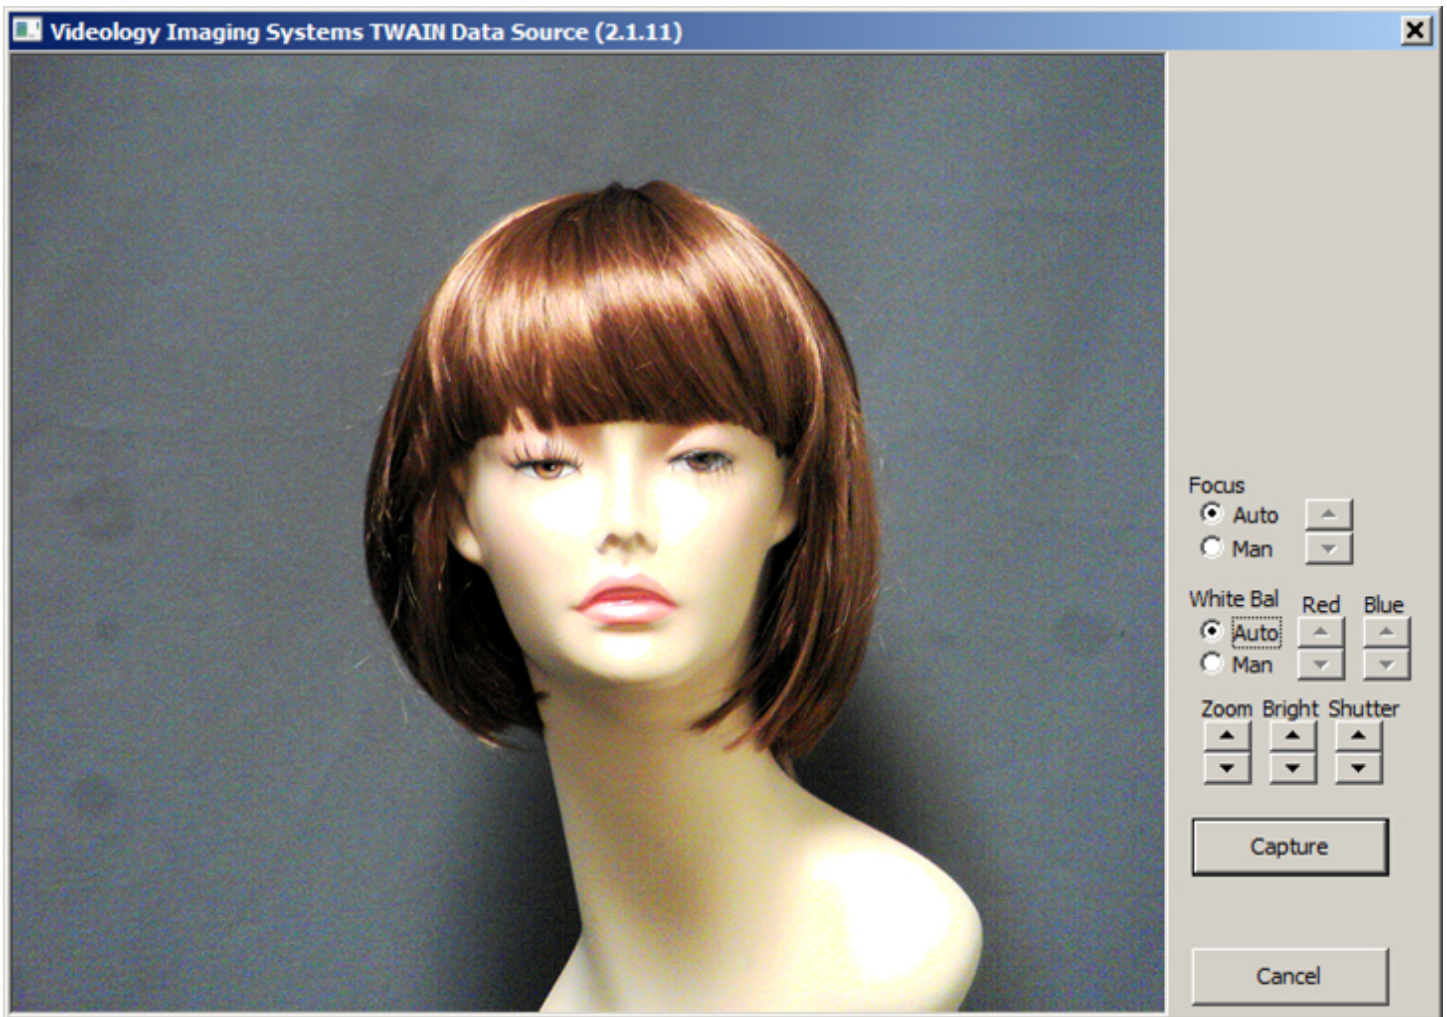 Videology Imaging Systems TWAIN Data Source (2.1.11)
Focus
Auto
Man
White Bal Red Blue
Auto
Man
Zoom Bright Shutter
Capture
Cancel